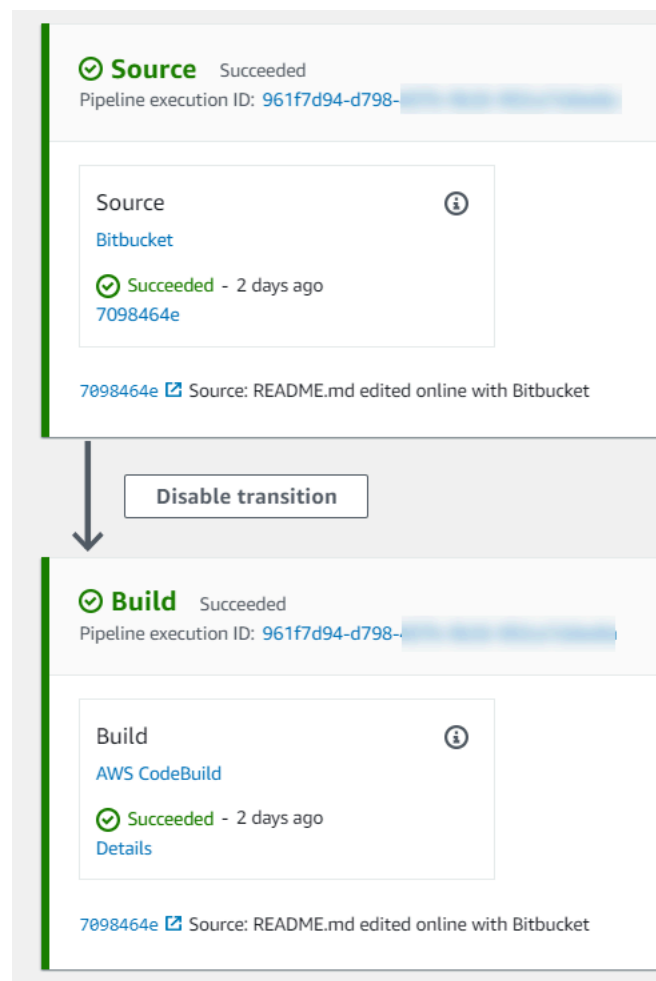 Source Succeeded
Pipeline execution ID: 961f7d94-d798-
Source
Bitbucket
Succeeded - 2 days ago
7098464e
7098464e Source: README.md edited online with Bitbucket
Disable transition
Build Succeeded
Pipeline execution ID: 961f7d94-d798-
Build
AWS CodeBuild
Succeeded - 2 days ago
Details
7098464e Source: README.md edited online with Bitbucket